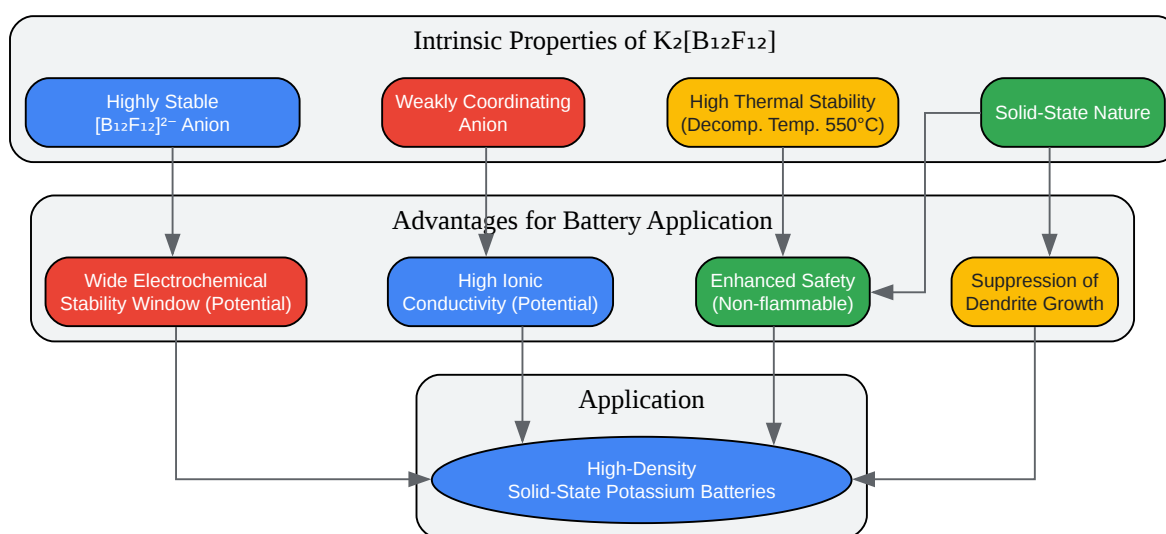 Intrinsic Properties of K₂[B₁₂F₁₂]
Highly Stable
[B₁₂F₁₂]²⁻ Anion
Weakly Coordinating
Anion
High Thermal Stability
(Decomp. Temp. 550°C)
Solid-State Nature
Advantages for Battery Application
Wide Electrochemical
Stability Window (Potential)
High Ionic
Conductivity (Potential)
Enhanced Safety
(Non-flammable)
Suppression of
Dendrite Growth
Application
High-Density
Solid-State Potassium Batteries